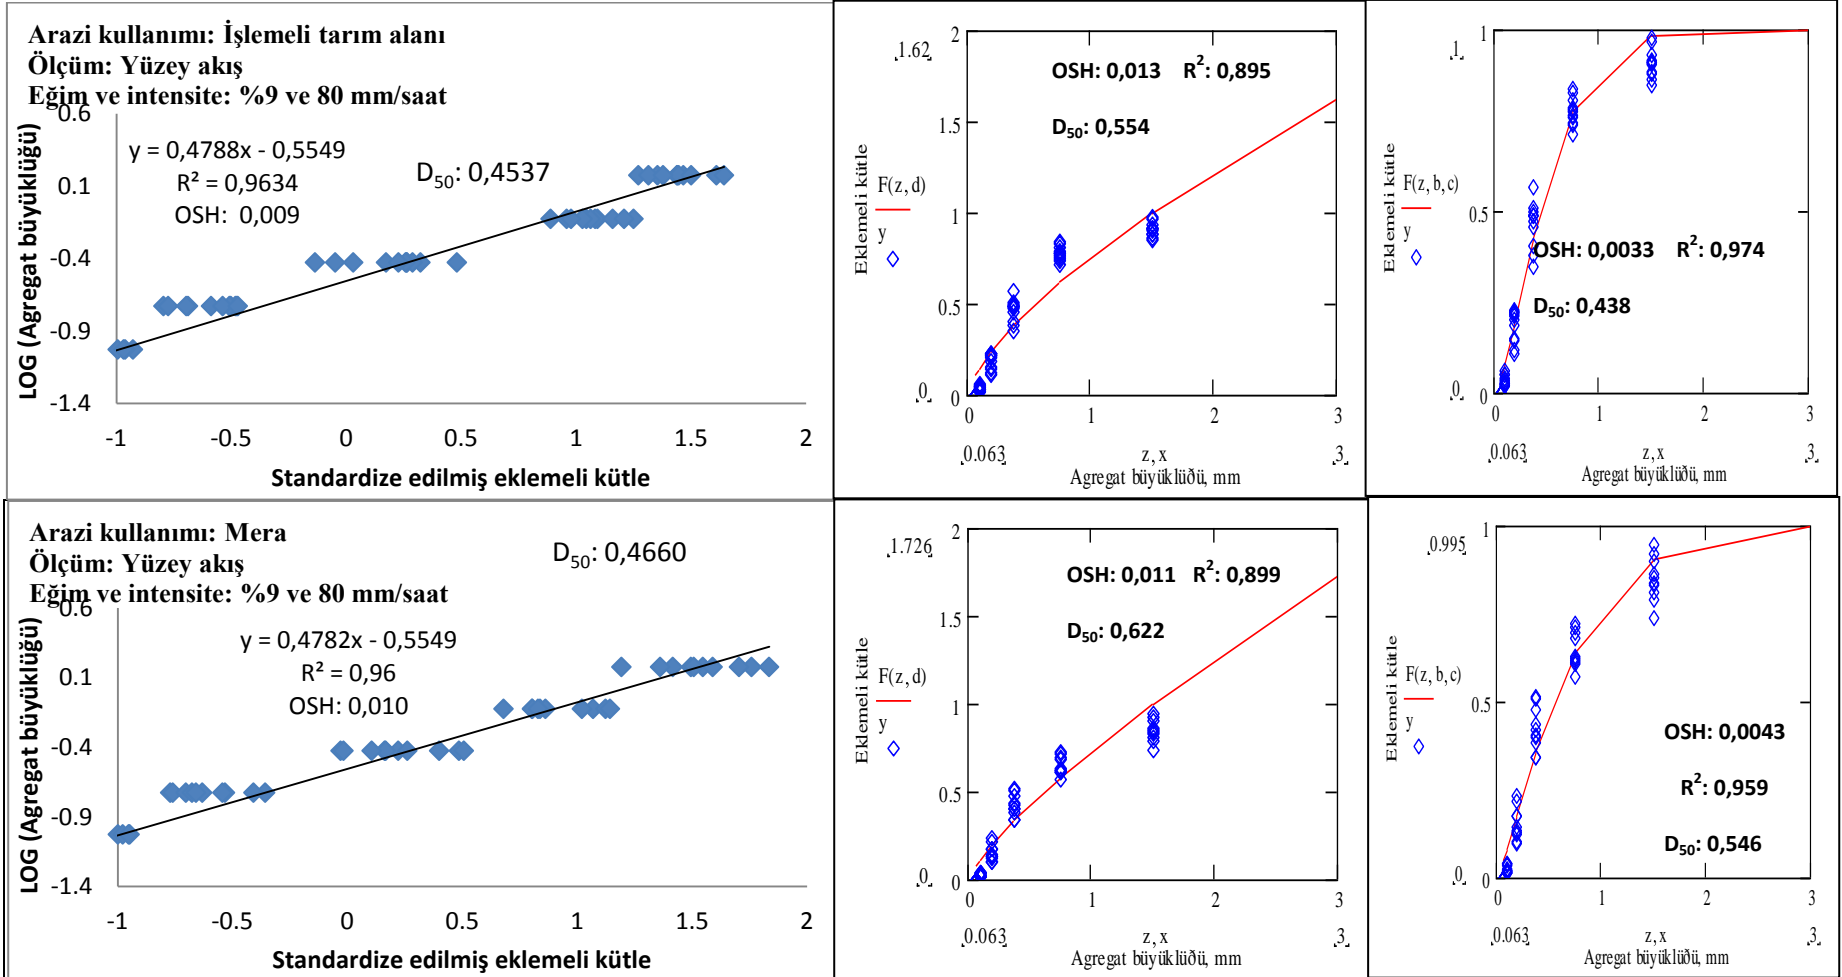 Arazi kullanımı: İşlemeli tarım alanı
Ölçüm: Yüzey akış
Eğim ve intensite: %9 ve 80 mm/saat
y = 0,4788x - 0,5549
R² = 0,9634
OSH: 0,009
D50: 0,4537
LOG (Agregat büyüklüğü)
0.6
0.1
-0.4
-0.9
-1.4
-1
-0.5
0
0.5
1
1.5
2
Standardize edilmiş eklemeli kütle
2
1.62
OSH: 0,013 R²: 0,895
D50: 0,554
1.5
Eklemeli kütle
F(z, d)
y
1
0.5
0
0
0
1
2
3
0.063
z, x
3
Agregat büyüklüðü, mm
1
1
OSH: 0,0033 R²: 0,974
D50: 0,438
Eklemeli kütle
F(z, b, c)
y
0.5
0
0
0
1
2
3
0.063
z, x
3
Agregat büyüklüðü, mm
Arazi kullanımı: Mera
Ölçüm: Yüzey akış
Eğim ve intensite: %9 ve 80 mm/saat
D50: 0,4660
y = 0,4782x - 0,5549
R² = 0,96
OSH: 0,010
LOG (Agregat büyüklüğü)
0.6
0.1
-0.4
-0.9
-1.4
-1
-0.5
0
0.5
1
1.5
2
Standardize edilmiş eklemeli kütle
2
1.726
OSH: 0,011 R²: 0,899
D50: 0,622
1.5
Eklemeli kütle
F(z, d)
y
1
0.5
0
0
0
1
2
3
0.063
z, x
3
Agregat büyüklüðü, mm
1
0.995
Eklemeli kütle
F(z, b, c)
y
0.5
OSH: 0,0043
R²: 0,959
D50: 0,546
0
0
0
1
2
3
0.063
z, x
3
Agregat büyüklüðü, mm